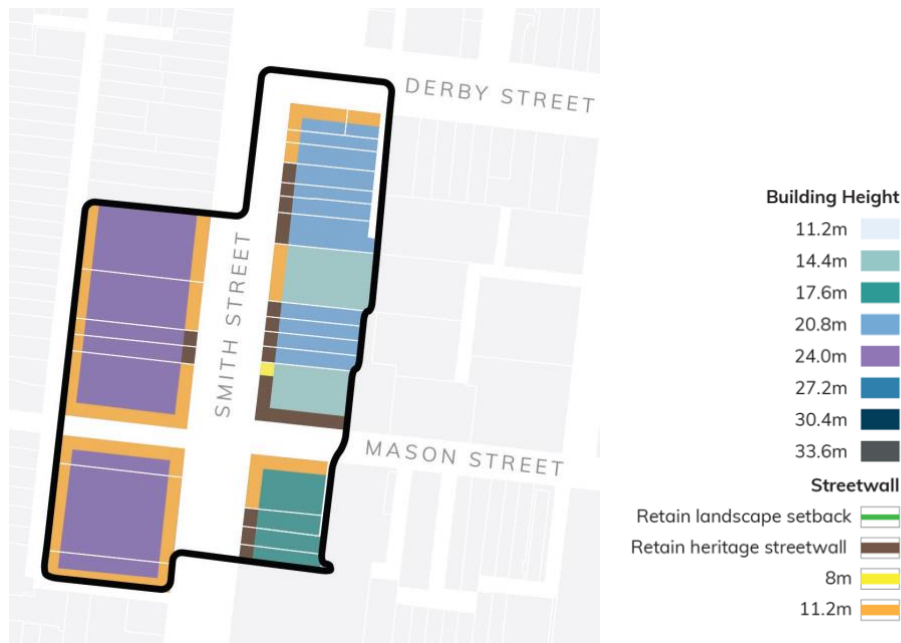 DERBY STREET
SMITH STREET
MASON STREET
Building Height
11.2m
14.4m
17.6m
20.8m
24.0m
27.2m
30.4m
33.6m
Streetwall
Retain landscape setback
Retain heritage streetwall
8m
11.2m